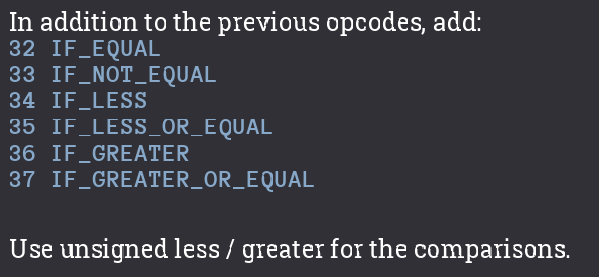 In addition to the previous opcodes, add:
32 IF_EQUAL
33 IF_NOT_EQUAL
34 IF_LESS
35 IF_LESS_OR_EQUAL
36 IF_GREATER
37 IF_GREATER_OR_EQUAL
Use unsigned less / greater for the comparisons.